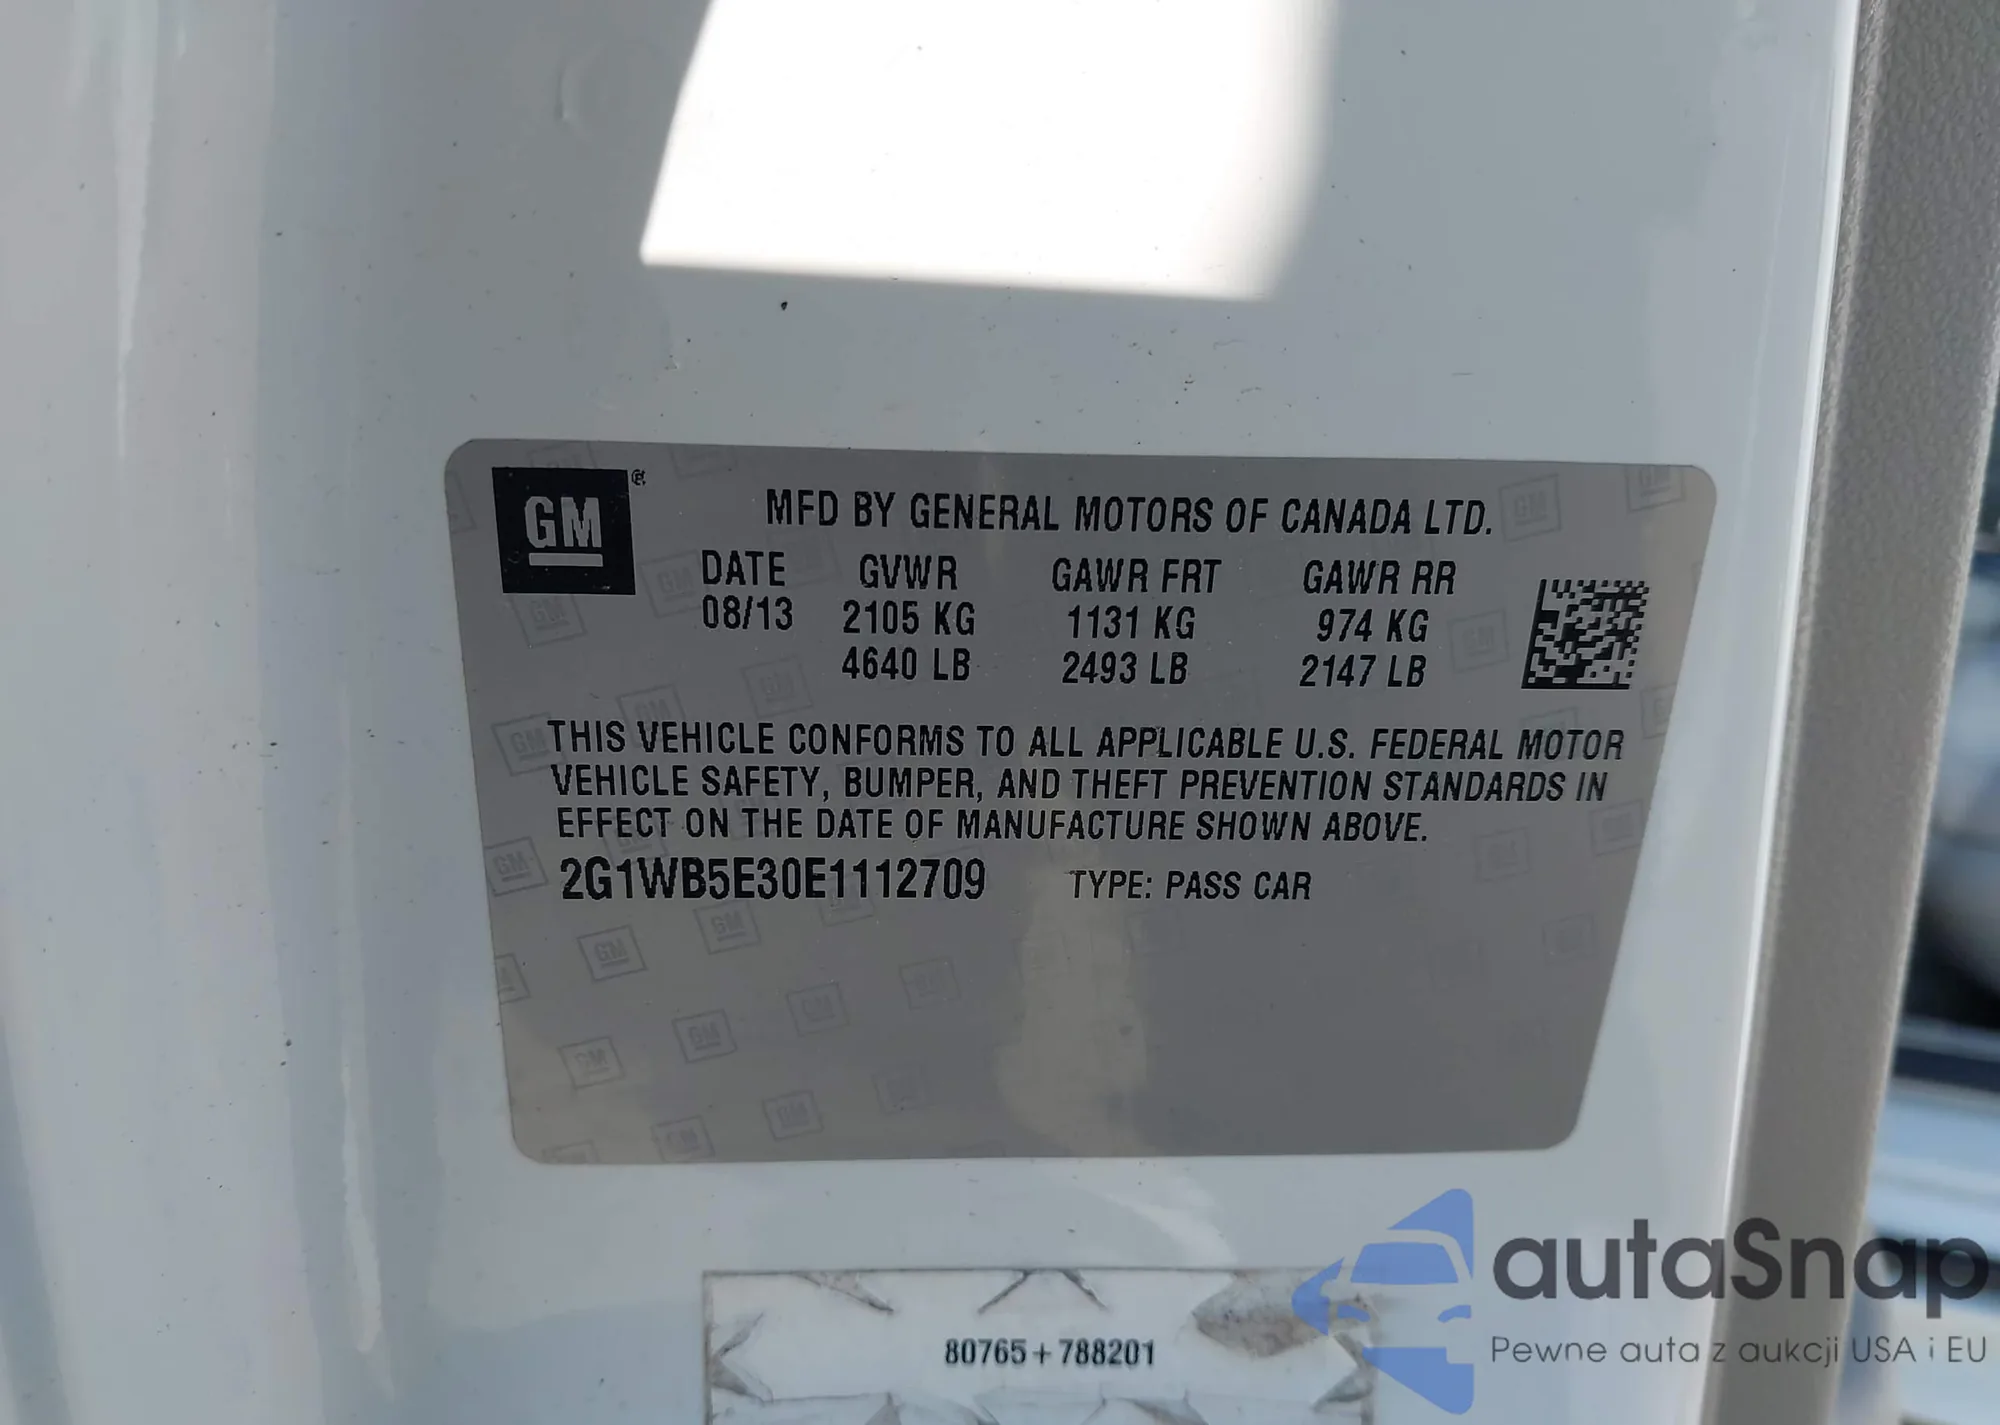 GM
MFD BY GENERAL MOTORS OF CANADA LTD.
DATE GVWR GAWR FRT GAWR RR
08/13 2105 KG 1131 KG 974 KG
4640 LB 2493 LB 2147 LB
THIS VEHICLE CONFORMS TO ALL APPLICABLE U.S. FEDERAL MOTOR
VEHICLE SAFETY, BUMPER, AND THEFT PREVENTION STANDARDS IN
EFFECT ON THE DATE OF MANUFACTURE SHOWN ABOVE.
2G1WB5E30E1112709 TYPE: PASS CAR
80765+788201
autaSnap
Pewne auta z aukcji USA i EU